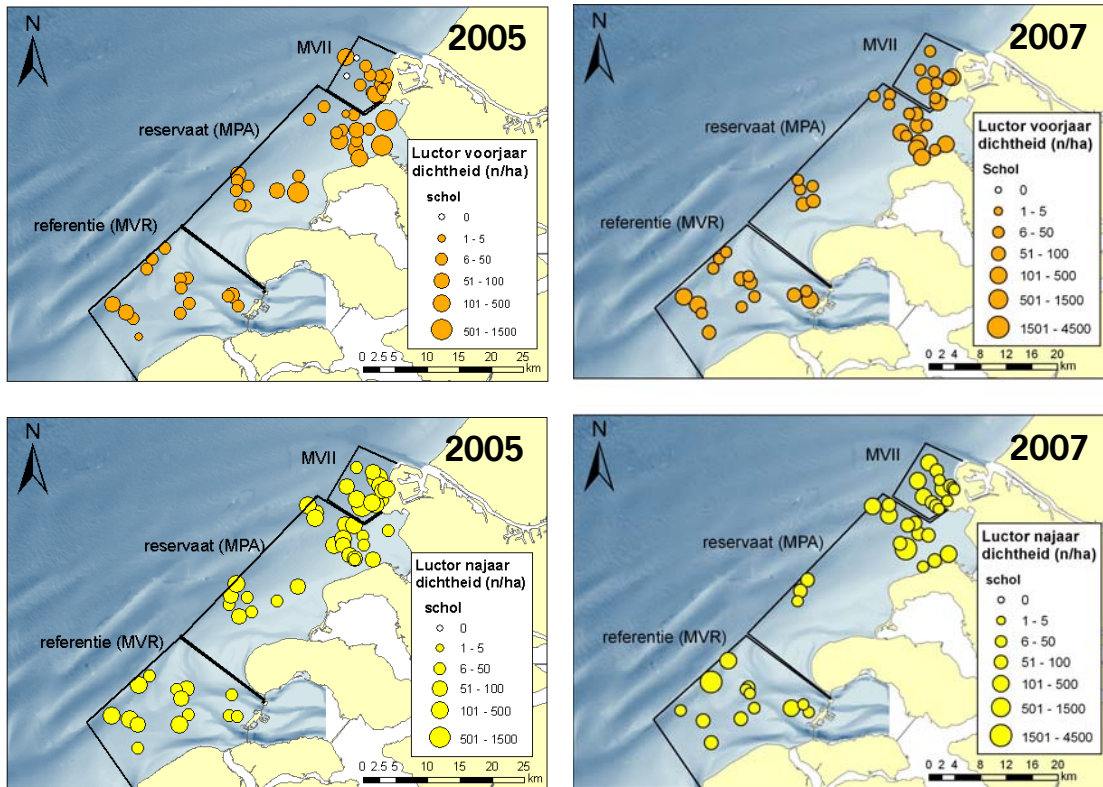 N
2005
MVII
reservaat (MPA)
referentie (MVR)
Luctor voorjaar
dichtheid (n/ha)
schol
0
1 - 5
6 - 50
51 - 100
101 - 500
501 - 1500
0 2.5 5 10 15 20 25
km
N
2007
MVII
reservaat (MPA)
referentie (MVR)
Luctor voorjaar
dichtheid (n/ha)
Schol
0
1 - 5
6 - 50
51 - 100
101 - 500
501 - 1500
1501 - 4500
0 2 4 8 12 16 20
km
N
2005
MVII
reservaat (MPA)
referentie (MVR)
Luctor najaar
dichtheid (n/ha)
schol
0
1 - 5
6 - 50
51 - 100
101 - 500
501 - 1500
0 2.5 5 10 15 20 25
km
N
2007
MVII
reservaat (MPA)
referentie (MVR)
Luctor najaar
dichtheid (n/ha)
schol
0
1 - 5
6 - 50
51 - 100
101 - 500
501 - 1500
1501 - 4500
0 2 4 8 12 16 20
km